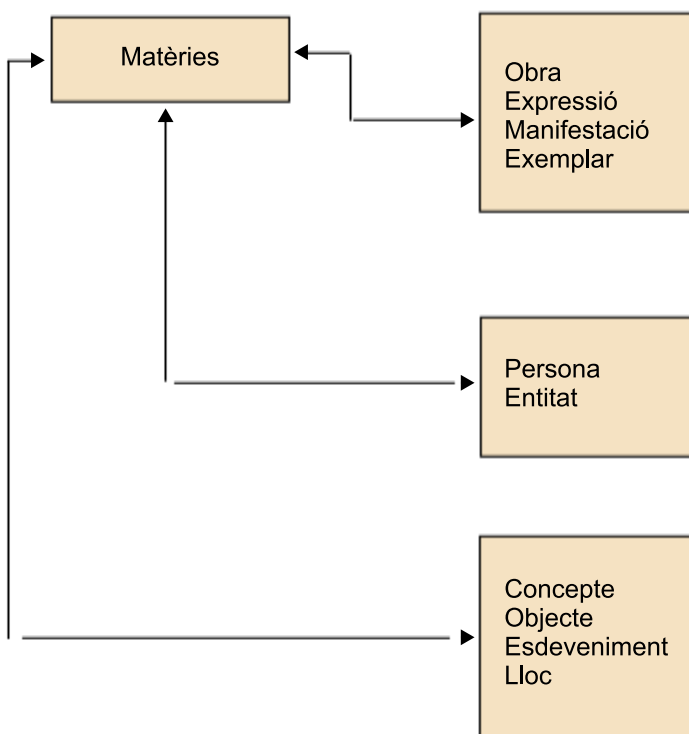 Matèries
Obra
Expressió
Manifestació
Exemplar
Persona
Entitat
Concepte
Objecte
Esdeveniment
Lloc